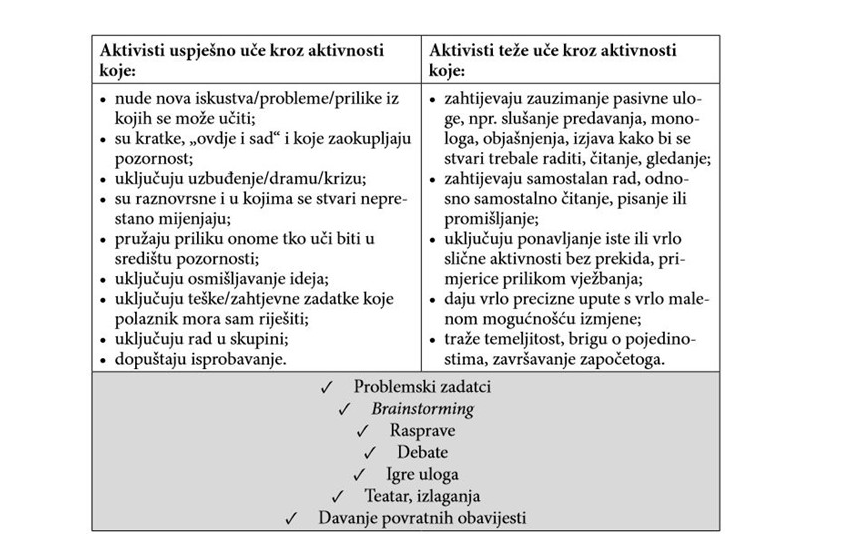 Aktivisti uspješno uče kroz aktivnosti
koje:
• nude nova iskustva/probleme/prilike iz
kojih se može učiti;
• su kratke, „ovdje i sad“ i koje zaokupljaju
pozornost;
• uključuju uzbuđenje/dramu/krizu;
• su raznovrsne i u kojima se stvari nepre-
stano mijenjaju;
• pružaju priliku onome tko uči biti u
središtu pozornosti;
• uključuju osmišljavanje ideja;
• uključuju teške/zahtjevne zadatke koje
polaznik mora sam riješiti;
• uključuju rad u skupini;
• dopuštaju isprobavanje.
Aktivisti teže uče kroz aktivnosti
koje:
• zahtijevaju zauzimanje pasivne ulo-
ge, npr. slušanje predavanja, mono-
loga, objašnjenja, izjava kako bi se
stvari trebale raditi, čitanje, gledanje;
• zahtijevaju samostalan rad, odno-
sno samostalno čitanje, pisanje ili
promišljanje;
• uključuju ponavljanje iste ili vrlo
slične aktivnosti bez prekida, pri-
mjerice prilikom vježbanja;
• daju vrlo precizne upute s vrlo male-
nom mogućnošću izmjene;
• traže temeljitost, brigu o pojedino-
stima, završavanje započetoga.
✓ Problemski zadatci
✓ Brainstorming
✓ Rasprave
✓ Debate
✓ Igre uloga
✓ Teatar, izlaganja
✓ Davanje povratnih obavijesti